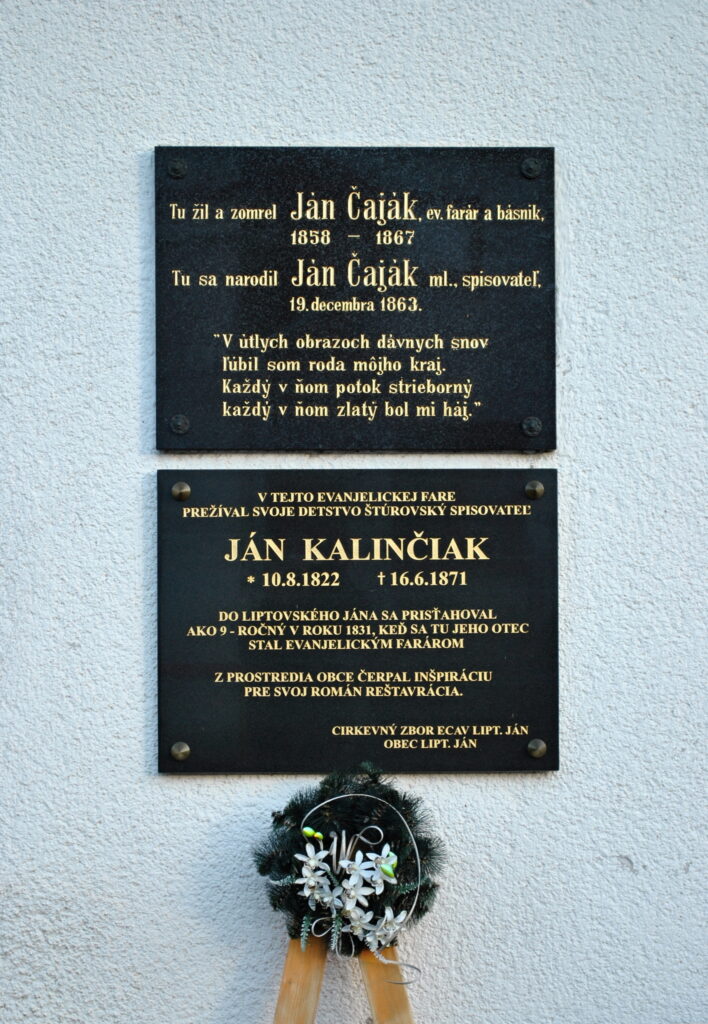 Tu žil a zomrel Ján Čaják, ev. farár a básnik,
1858 – 1867
Tu sa narodil Ján Čaják ml., spisovateľ,
19. decembra 1863.
"V útlych obrazoch dávnych snov
ľúbil som roda môjho kraj.
Každý v ňom potok strieborný
každý v ňom zlatý bol mi háj."
V TEJTO EVANJELICKEJ FARE
PREŽÍVAL SVOJE DETSTVO ŠTÚROVSKÝ SPISOVATEĽ
JÁN KALINČIAK
* 10.8.1822 † 16.6.1871
DO LIPTOVSKÉHO JÁNA SA PRISŤAHOVAL
AKO 9 - ROČNÝ V ROKU 1831, KEĎ SA TU JEHO OTEC
STAL EVANJELICKÝM FARÁROM
Z PROSTREDIA OBCE ČERPAL INŠPIRÁCIU
PRE SVOJ ROMÁN REŠTAVRÁCIA.
CIRKEVNÝ ZBOR ECAV LIPT. JÁN
OBEC LIPT. JÁN